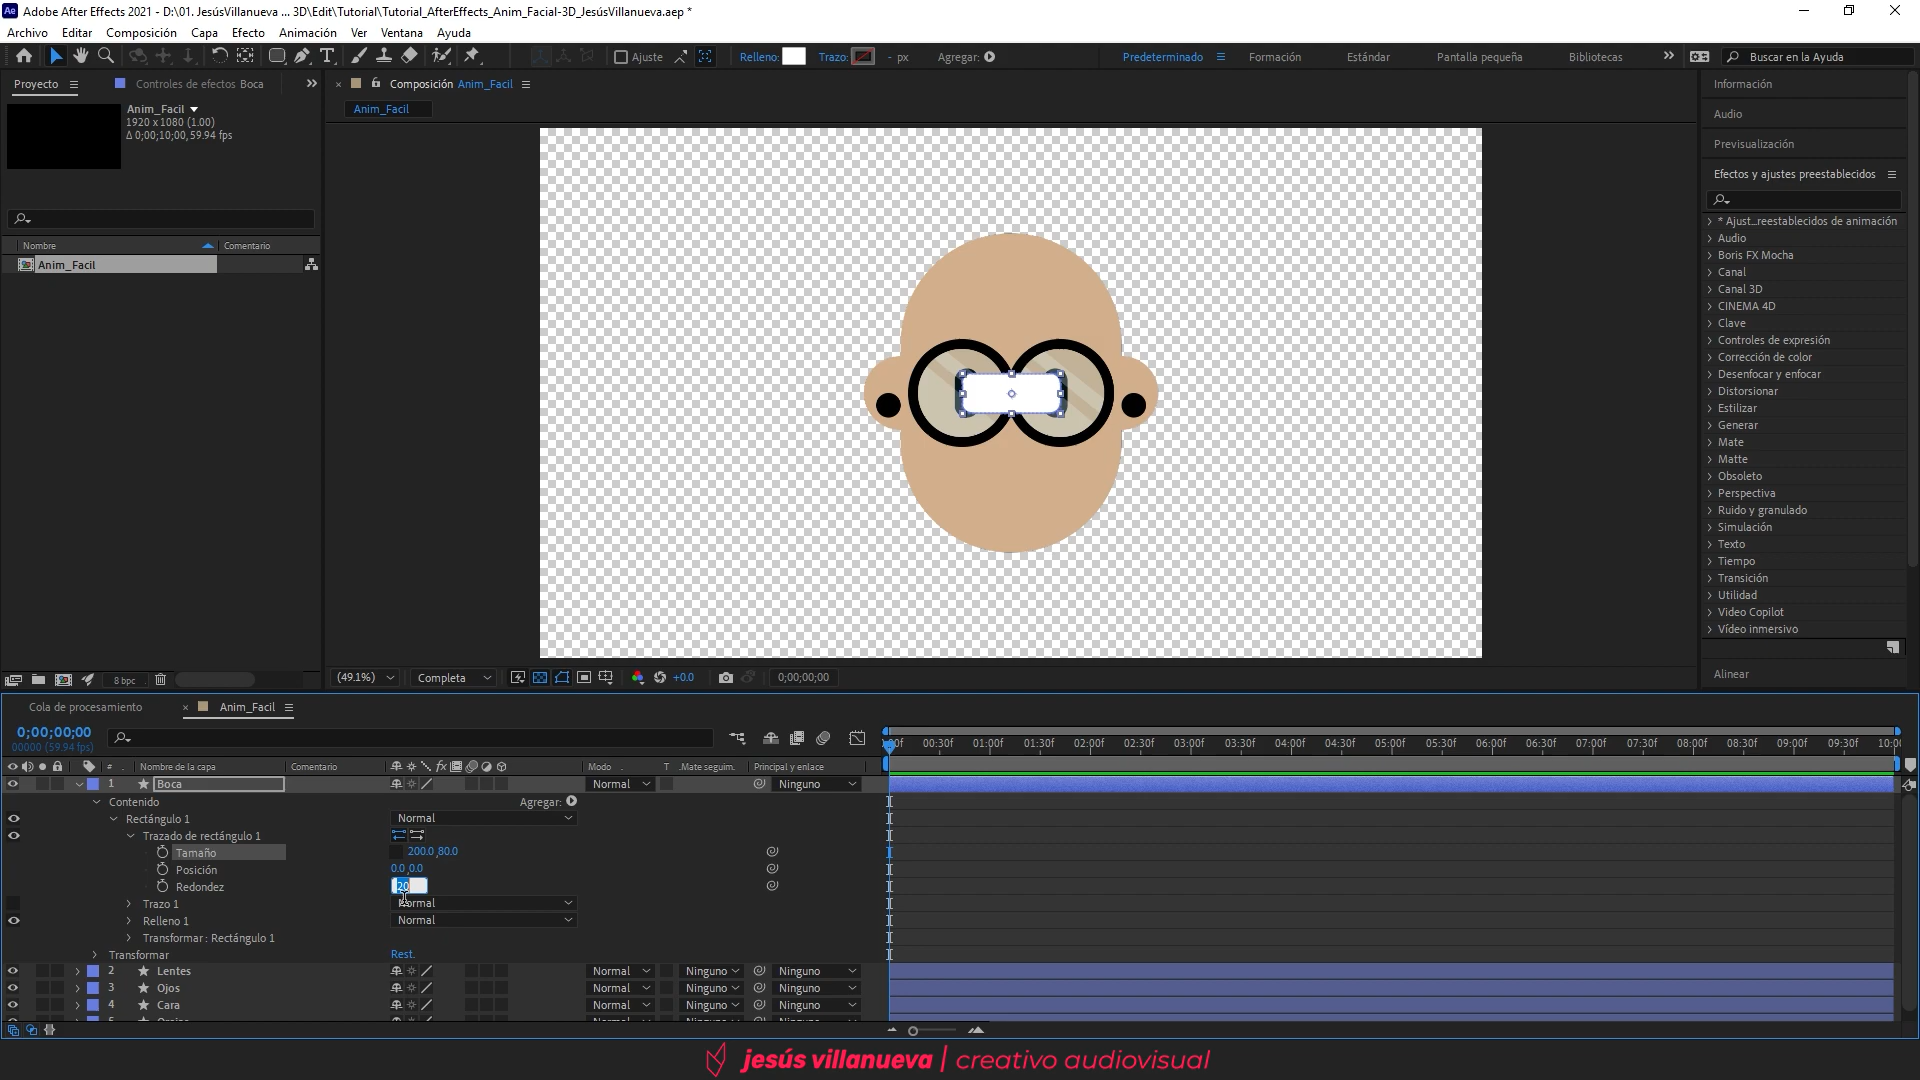 Adobe After Effects 2021 - D:\01. JesúsVillanueva ... 3D\Edit\Tutorial\Tutorial_AfterEffects_Anim_Facial-3D_JesúsVillanueva.aep *
Archivo Editar Composición Capa Efecto Animación Ver Ventana Ayuda
Ajuste Relleno: Trazo: - px Agregar: Predeterminado Formación Estándar Pantalla pequeña Bibliotecas Buscar en la Ayuda
Proyecto Controles de efectos Boca
Composición Anim_Facil
Información
Anim_Facil
1920 x 1080 (1.00)
Δ 0;00;10;00, 59.94 fps
Anim_Facil
Audio
Previsualización
Efectos y ajustes preestablecidos
* Ajust...reestablecidos de animación
Audio
Boris FX Mocha
Canal
Canal 3D
CINEMA 4D
Clave
Controles de expresión
Corrección de color
Desenfocar y enfocar
Distorsionar
Estilizar
Generar
Mate
Matte
Obsoleto
Perspectiva
Ruido y granulado
Simulación
Texto
Tiempo
Transición
Utilidad
Video Copilot
Vídeo inmersivo
Alinear
Nombre Comentario
Anim_Facil
8 bpc
(49.1%) Completa +0.0 0;00;00;00
Cola de procesamiento Anim_Facil
0;00;00;00
00000 (59.94 fps)
00:30f 01:00f 01:30f 02:00f 02:30f 03:00f 03:30f 04:00f 04:30f 05:00f 05:30f 06:00f 06:30f 07:00f 07:30f 08:00f 08:30f 09:00f 09:30f 10:0
# Nombre de la capa Comentario Modo T .Mate seguim. Principal y enlace
1 Boca Normal Ninguno
Contenido Agregar:
Rectángulo 1 Normal
Trazado de rectángulo 1
Tamaño 200.0,80.0
Posición 0.0,0.0
Redondez 20
Trazo 1 Normal
Relleno 1 Normal
Transformar : Rectángulo 1
Transformar Rest.
2 Lentes Normal Ninguno Ninguno
3 Ojos Normal Ninguno Ninguno
4 Cara Normal Ninguno Ninguno
jesús villanueva | creativo audiovisual